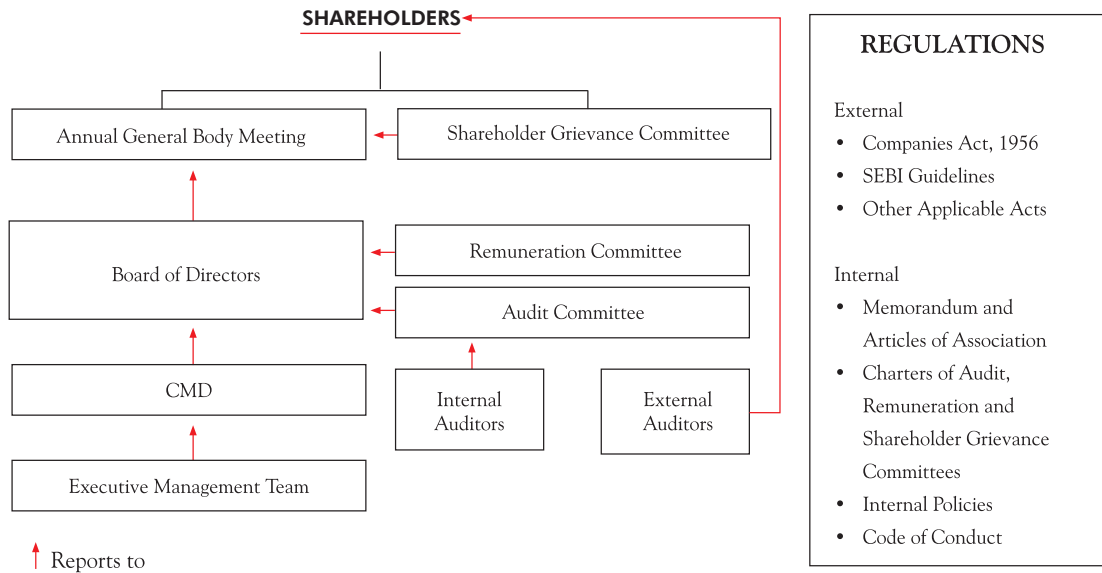 SHAREHOLDERS
Annual General Body Meeting
Shareholder Grievance Committee
Board of Directors
Remuneration Committee
Audit Committee
CMD
Internal
Auditors
External
Auditors
Executive Management Team
Reports to
REGULATIONS
External
• Companies Act, 1956
• SEBI Guidelines
• Other Applicable Acts
Internal
• Memorandum and
Articles of Association
• Charters of Audit,
Remuneration and
Shareholder Grievance
Committees
• Internal Policies
• Code of Conduct